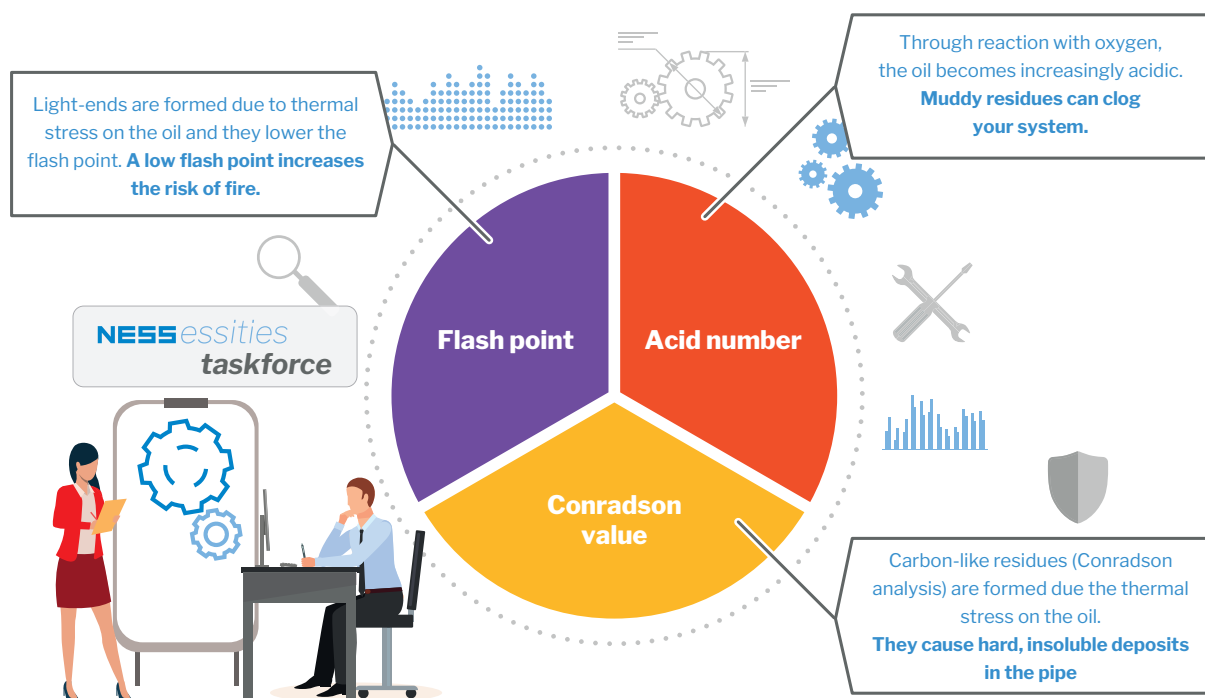 Light-ends are formed due to thermal
stress on the oil and they lower the
flash point. A low flash point increases
the risk of fire.
Through reaction with oxygen,
the oil becomes increasingly acidic.
Muddy residues can clog
your system.
NESSessities
taskforce
Flash point
Acid number
Conradson
value
Carbon-like residues (Conradson
analysis) are formed due the thermal
stress on the oil.
They cause hard, insoluble deposits
in the pipe